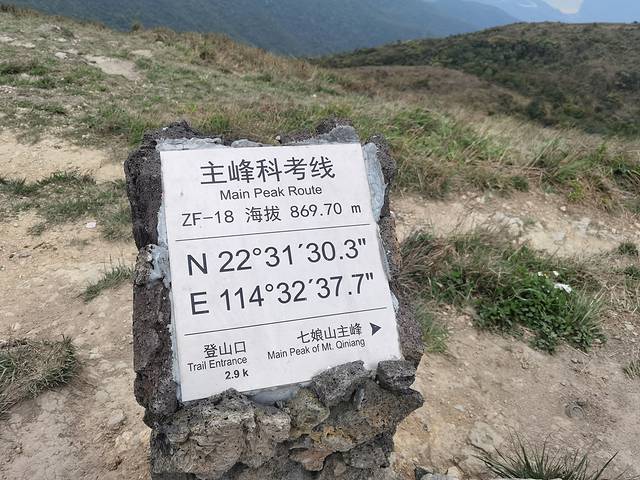 主峰科考线
Main Peak Route
ZF-18 海拔 869.70 m
N 22°31′30.3"
E 114°32′37.7"
登山口
Trail Entrance
2.9 k
七娘山主峰
Main Peak of Mt. Qiniang